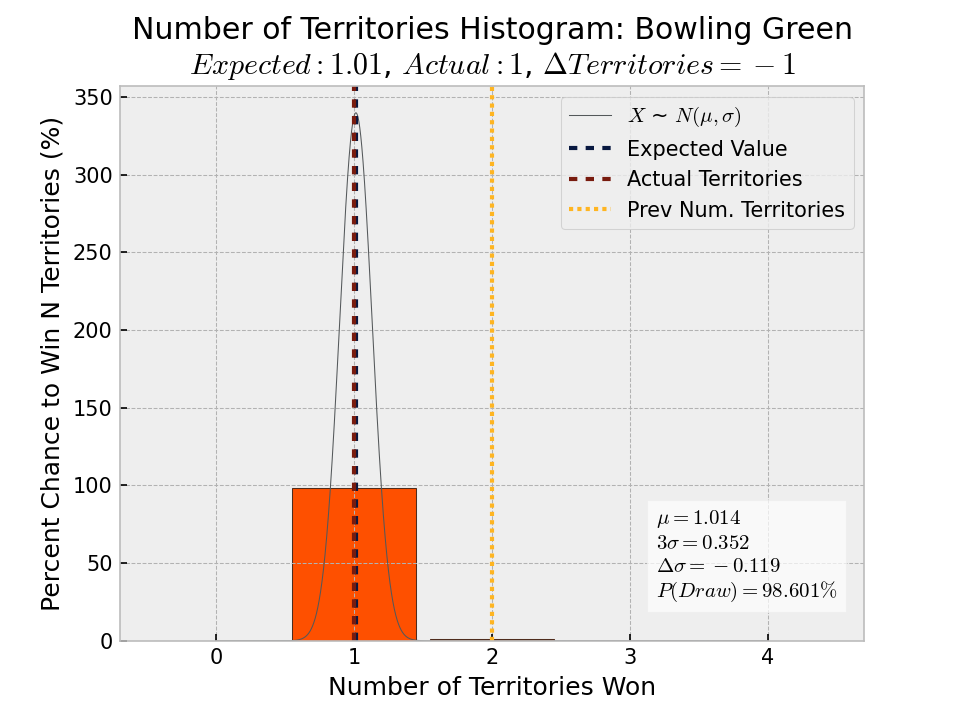 Number of Territories Histogram: Bowling Green
Expected : 1.01, Actual : 1, ΔTerritories = −1
Percent Chance to Win N Territories (%)
350
300
250
200
150
100
50
0
X ~ N(μ, σ)
Expected Value
Actual Territories
Prev Num. Territories
μ = 1.014
3σ = 0.352
Δσ = −0.119
P(Draw) = 98.601%
0 1 2 3 4
Number of Territories Won